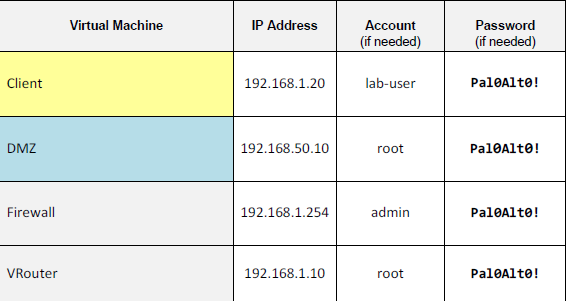 Virtual Machine IP Address Account (if needed) Password (if needed)
Client 192.168.1.20 lab-user Pal0Alt0!
DMZ 192.168.50.10 root Pal0Alt0!
Firewall 192.168.1.254 admin Pal0Alt0!
VRouter 192.168.1.10 root Pal0Alt0!